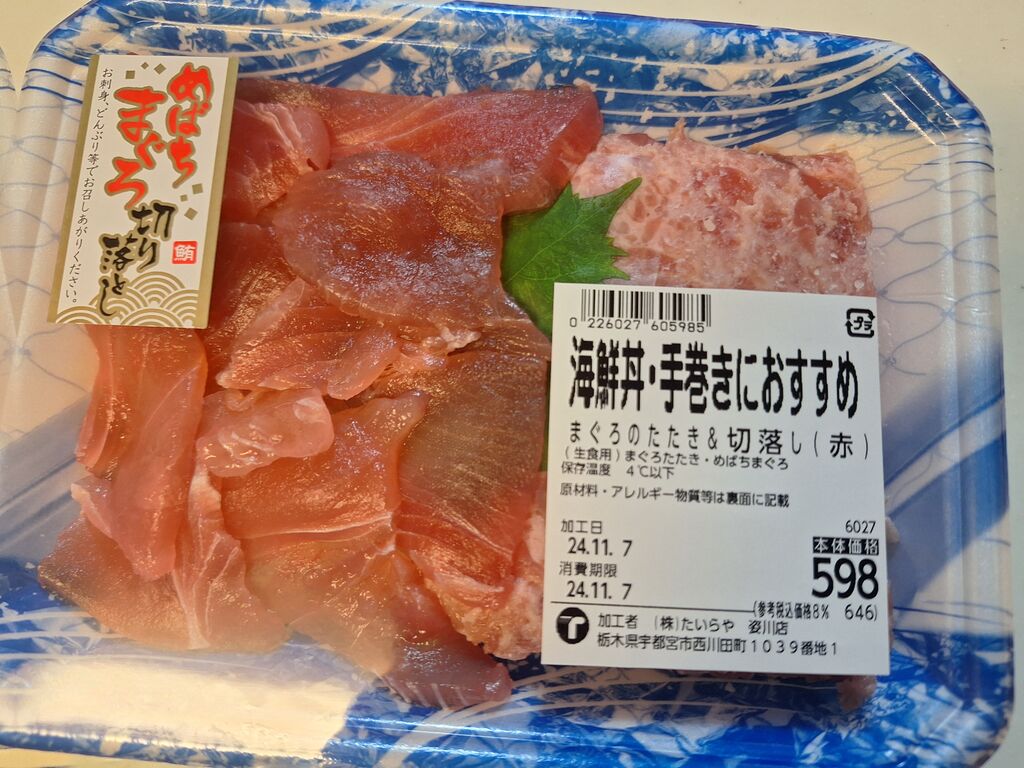 めばち
まぐろ
切り
落とし
鮪
お刺身、どんぶり等でお召しあがりください。
0 226027 605985
プラ
海鮮丼・手巻きにおすすめ
まぐろのたたき&切落し(赤)
(生食用)まぐろたたき・めばちまぐろ
保存温度 4℃以下
原材料・アレルギー物質等は裏面に記載
加工日
6027
24.11. 7
本体価格
消費期限
598
24.11. 7
(参考税込価格8% 646)
加工者 (株)たいらや 姿川店
栃木県宇都宮市西川田町1039番地1